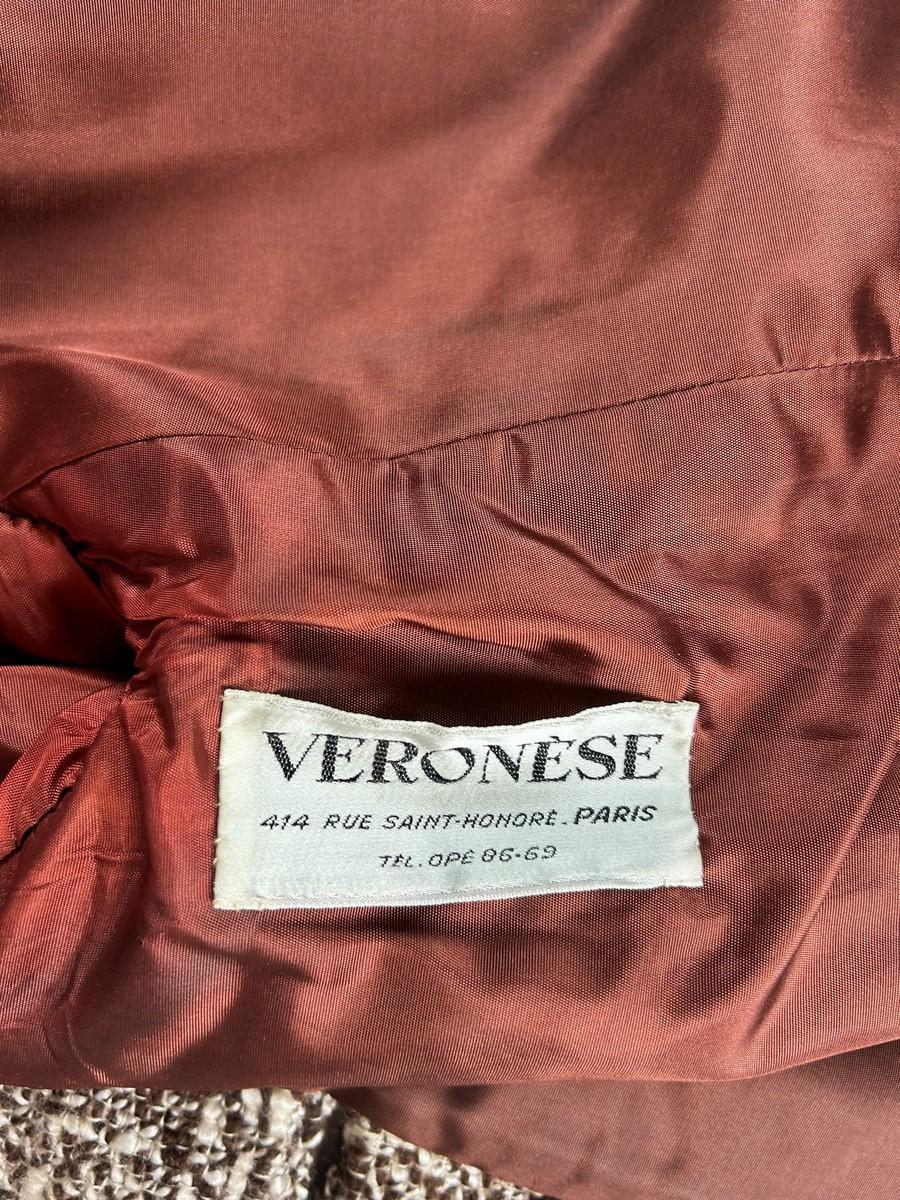 VERONÈSE
414 RUE SAINT-HONORÉ. PARIS
TÉL. OPÉ 86-69